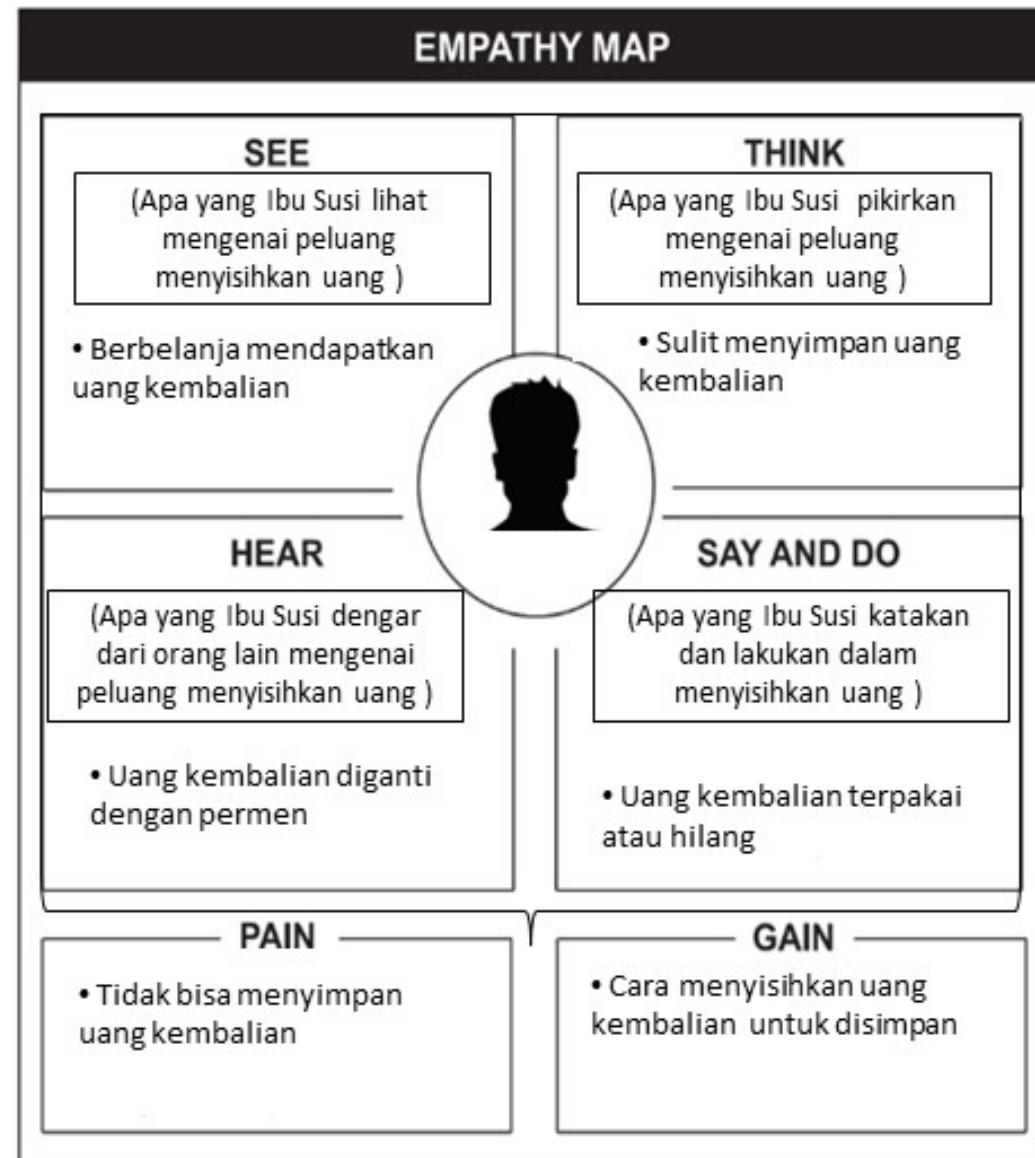 EMPATHY MAP
SEE
(Apa yang Ibu Susi lihat
mengenai peluang
menyisihkan uang )
• Berbelanja mendapatkan
uang kembalian
THINK
(Apa yang Ibu Susi pikirkan
mengenai peluang
menyisihkan uang )
• Sulit menyimpan uang
kembalian
HEAR
(Apa yang Ibu Susi dengar
dari orang lain mengenai
peluang menyisihkan uang )
• Uang kembalian diganti
dengan permen
SAY AND DO
(Apa yang Ibu Susi katakan
dan lakukan dalam
menyisihkan uang )
• Uang kembalian terpakai
atau hilang
PAIN
• Tidak bisa menyimpan
uang kembalian
GAIN
• Cara menyisihkan uang
kembalian untuk disimpan